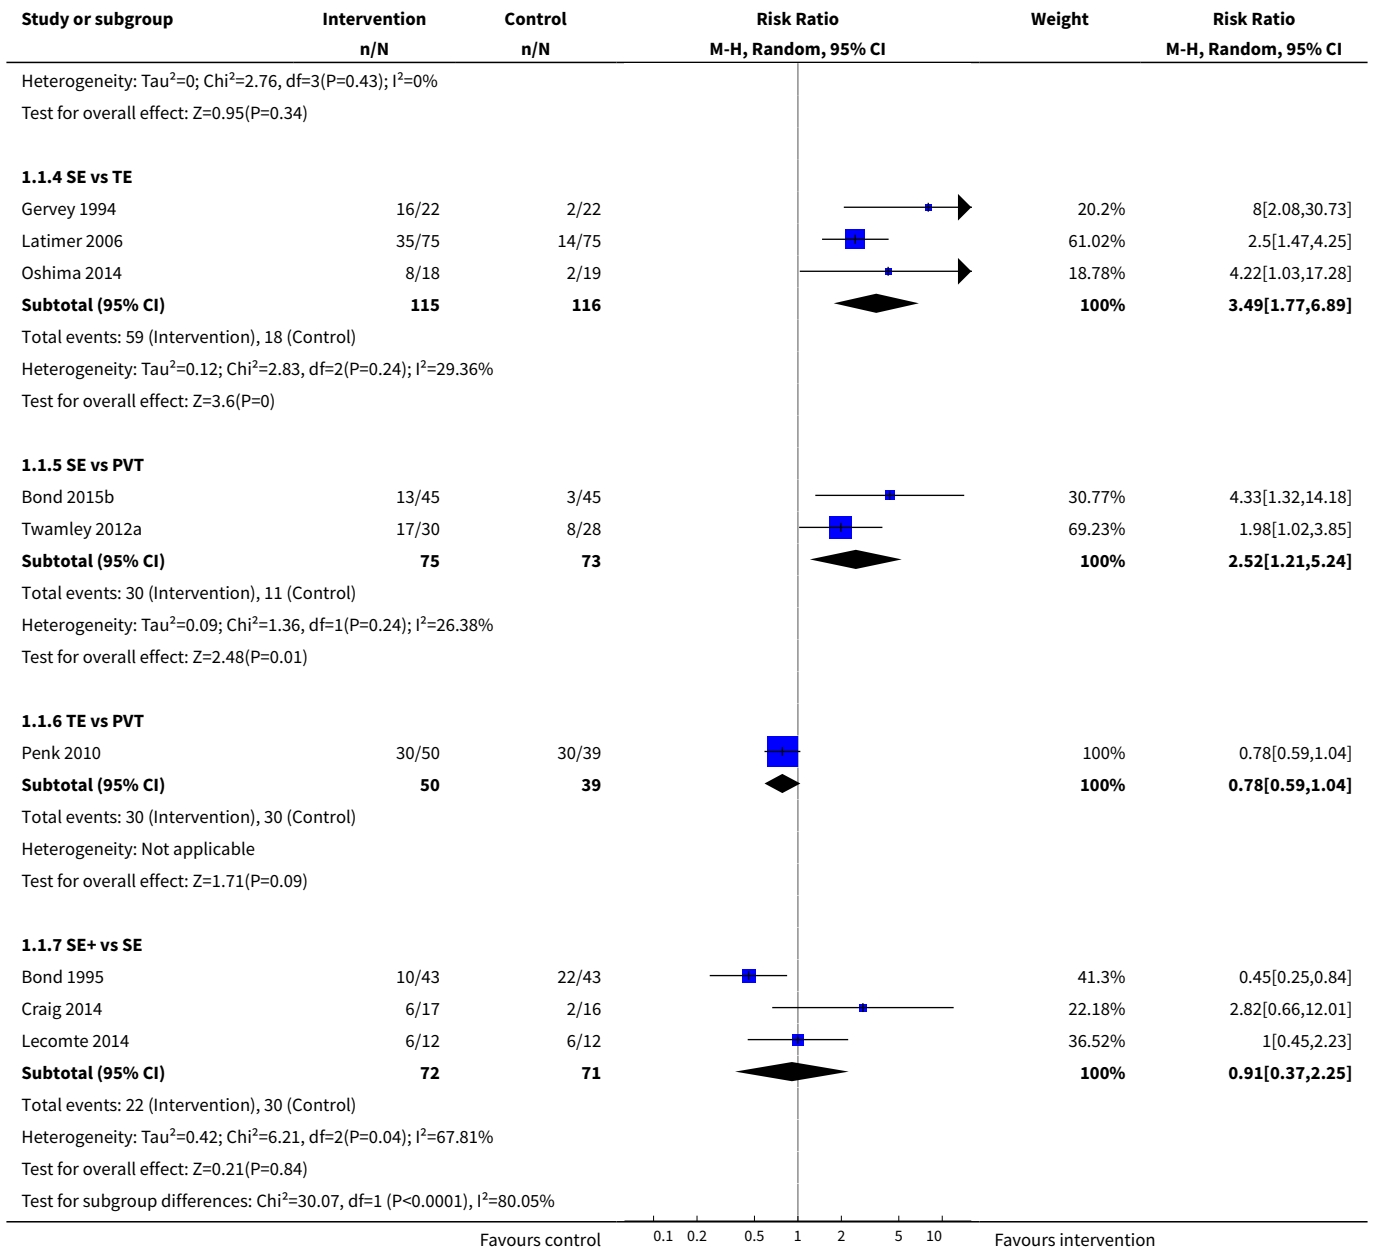 Study or subgroup Intervention Control Risk Ratio Weight Risk Ratio
n/N n/N M-H, Random, 95% CI M-H, Random, 95% CI
Heterogeneity: Tau²=0; Chi²=2.76, df=3(P=0.43); I²=0%
Test for overall effect: Z=0.95(P=0.34)
1.1.4 SE vs TE
Gervey 1994 16/22 2/22 20.2% 8[2.08,30.73]
Latimer 2006 35/75 14/75 61.02% 2.5[1.47,4.25]
Oshima 2014 8/18 2/19 18.78% 4.22[1.03,17.28]
Subtotal (95% CI) 115 116 100% 3.49[1.77,6.89]
Total events: 59 (Intervention), 18 (Control)
Heterogeneity: Tau²=0.12; Chi²=2.83, df=2(P=0.24); I²=29.36%
Test for overall effect: Z=3.6(P=0)
1.1.5 SE vs PVT
Bond 2015b 13/45 3/45 30.77% 4.33[1.32,14.18]
Twamley 2012a 17/30 8/28 69.23% 1.98[1.02,3.85]
Subtotal (95% CI) 75 73 100% 2.52[1.21,5.24]
Total events: 30 (Intervention), 11 (Control)
Heterogeneity: Tau²=0.09; Chi²=1.36, df=1(P=0.24); I²=26.38%
Test for overall effect: Z=2.48(P=0.01)
1.1.6 TE vs PVT
Penk 2010 30/50 30/39 100% 0.78[0.59,1.04]
Subtotal (95% CI) 50 39 100% 0.78[0.59,1.04]
Total events: 30 (Intervention), 30 (Control)
Heterogeneity: Not applicable
Test for overall effect: Z=1.71(P=0.09)
1.1.7 SE+ vs SE
Bond 1995 10/43 22/43 41.3% 0.45[0.25,0.84]
Craig 2014 6/17 2/16 22.18% 2.82[0.66,12.01]
Lecomte 2014 6/12 6/12 36.52% 1[0.45,2.23]
Subtotal (95% CI) 72 71 100% 0.91[0.37,2.25]
Total events: 22 (Intervention), 30 (Control)
Heterogeneity: Tau²=0.42; Chi²=6.21, df=2(P=0.04); I²=67.81%
Test for overall effect: Z=0.21(P=0.84)
Test for subgroup differences: Chi²=30.07, df=1 (P<0.0001), I²=80.05%
Favours control 0.1 0.2 0.5 1 2 5 10 Favours intervention